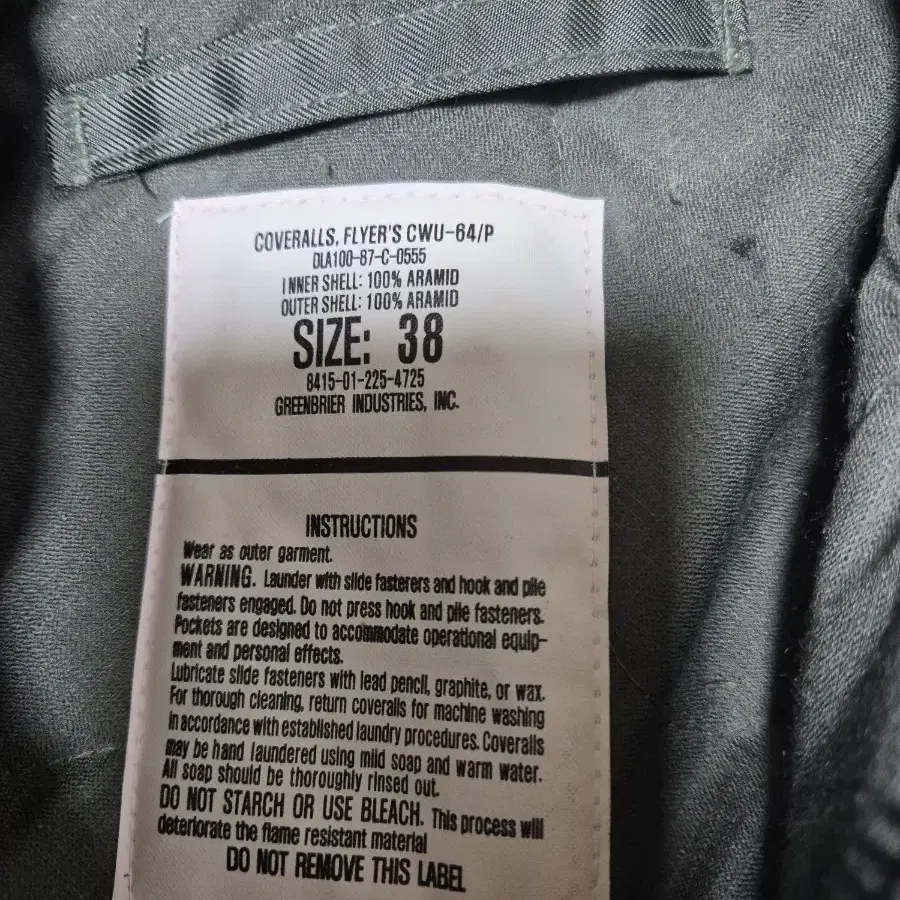 COVERALLS, FLYER'S CWU-64/P
DLA100-87-C-0555
INNER SHELL: 100% ARAMID
OUTER SHELL: 100% ARAMID
SIZE: 38
8415-01-225-4725
GREENBRIER INDUSTRIES, INC.
INSTRUCTIONS
Wear as outer garment.
WARNING. Launder with slide fasterers and hook and pile
fasteners engaged. Do not press hook and pile fasteners.
Pockets are designed to accommodate operational equip-
ment and personal effects.
Lubricate slide fasteners with lead pencil, graphite, or wax.
For thorough cleaning, return coveralls for machine washing
in accordance with established laundry procedures. Coveralls
may be hand laundered using mild soap and warm water.
All soap should be thoroughly rinsed out.
DO NOT STARCH OR USE BLEACH. This process will
deteriorate the flame resistant material
DO NOT REMOVE THIS LABEL